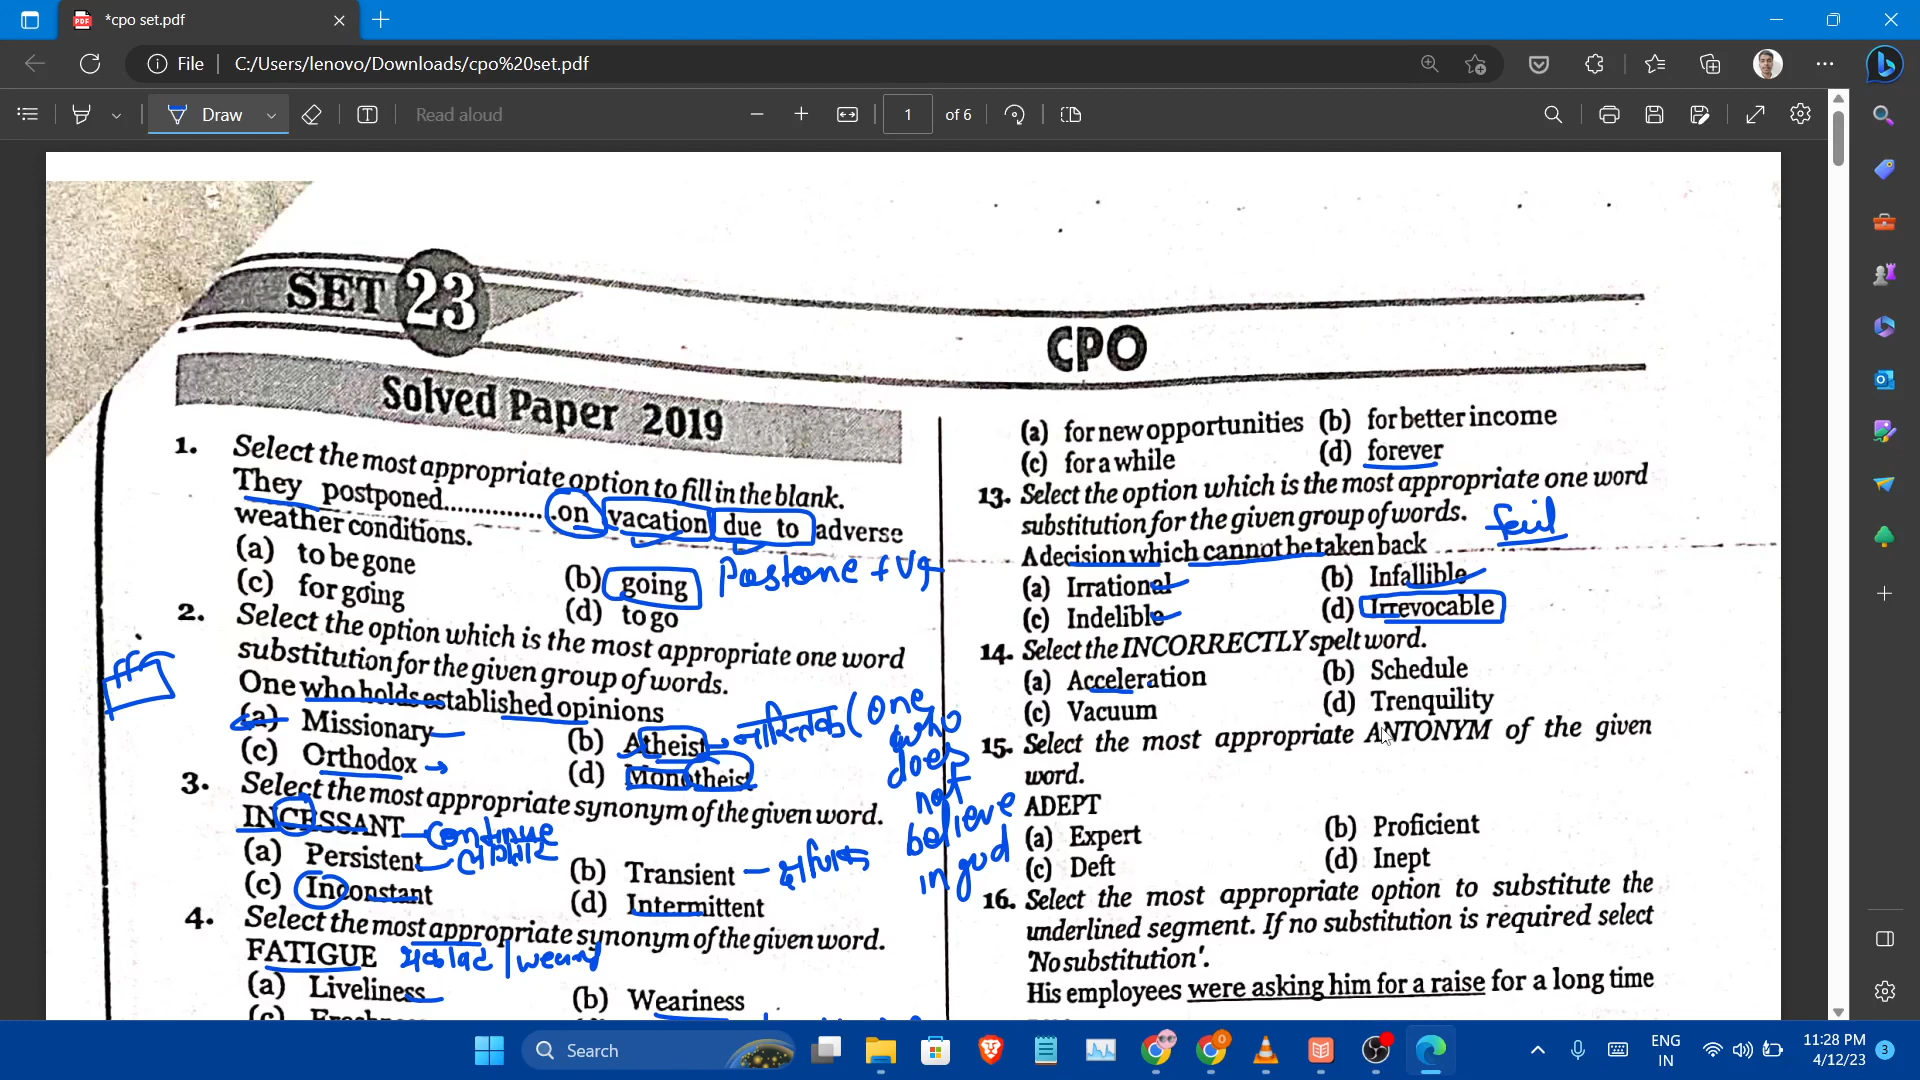 *cpo set.pdf
File
C:/Users/lenovo/Downloads/cpo%20set.pdf
Draw
Read aloud
1
of 6
SET 23
CPO
Solved Paper 2019
1. Select the most appropriate option to fill in the blank.
They postponed...............on vacation due to adverse
weather conditions.
(a) to be gone
(b) going
Postpone + Vg
(c) for going
(d) to go
2. Select the option which is the most appropriate one word
substitution for the given group of words.
One who holds established opinions
(a) Missionary
(b) Atheist
(One who does not believe in god
(c) Orthodox
(d) Monotheist
3. Select the most appropriate synonym of the given word.
INCESSANT
continue
(a) Persistent
लगातार
(b) Transient
(c) Inconstant
(d) Intermittent
4. Select the most appropriate synonym of the given word.
FATIGUE
(a) Liveliness
(b) Weariness
(a) for new opportunities
(b) for better income
(c) for a while
(d) forever
13. Select the option which is the most appropriate one word
substitution for the given group of words.
fail
A decision which cannot be taken back
(a) Irrational
(b) Infallible
(c) Indelible
(d) Irrevocable
14. Select the INCORRECTLY spelt word.
(a) Acceleration
(b) Schedule
(c) Vacuum
(d) Trenquility
15. Select the most appropriate ANTONYM of the given
word.
ADEPT
(a) Expert
(b) Proficient
(c) Deft
(d) Inept
16. Select the most appropriate option to substitute the
underlined segment. If no substitution is required select
'No substitution'.
His employees were asking him for a raise for a long time
Search
ENG
IN
11:28 PM
4/12/23
3